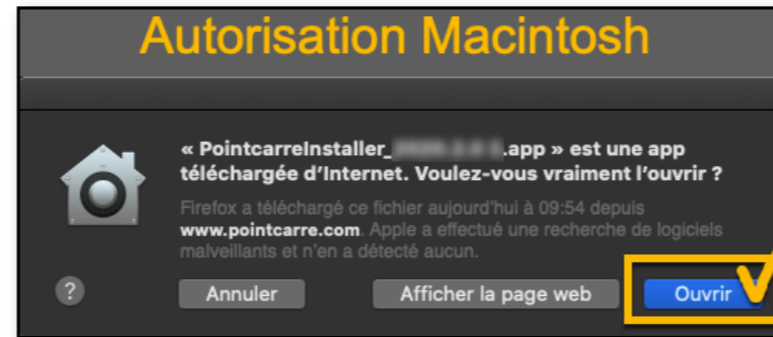 Autorisation Macintosh
« PointcarreInstaller_ .app » est une app
téléchargée d'Internet. Voulez-vous vraiment l'ouvrir ?
Firefox a téléchargé ce fichier aujourd'hui à 09:54 depuis
www.pointcarre.com. Apple a effectué une recherche de logiciels
malveillants et n'en a détecté aucun.
? Annuler Afficher la page web Ouvrir